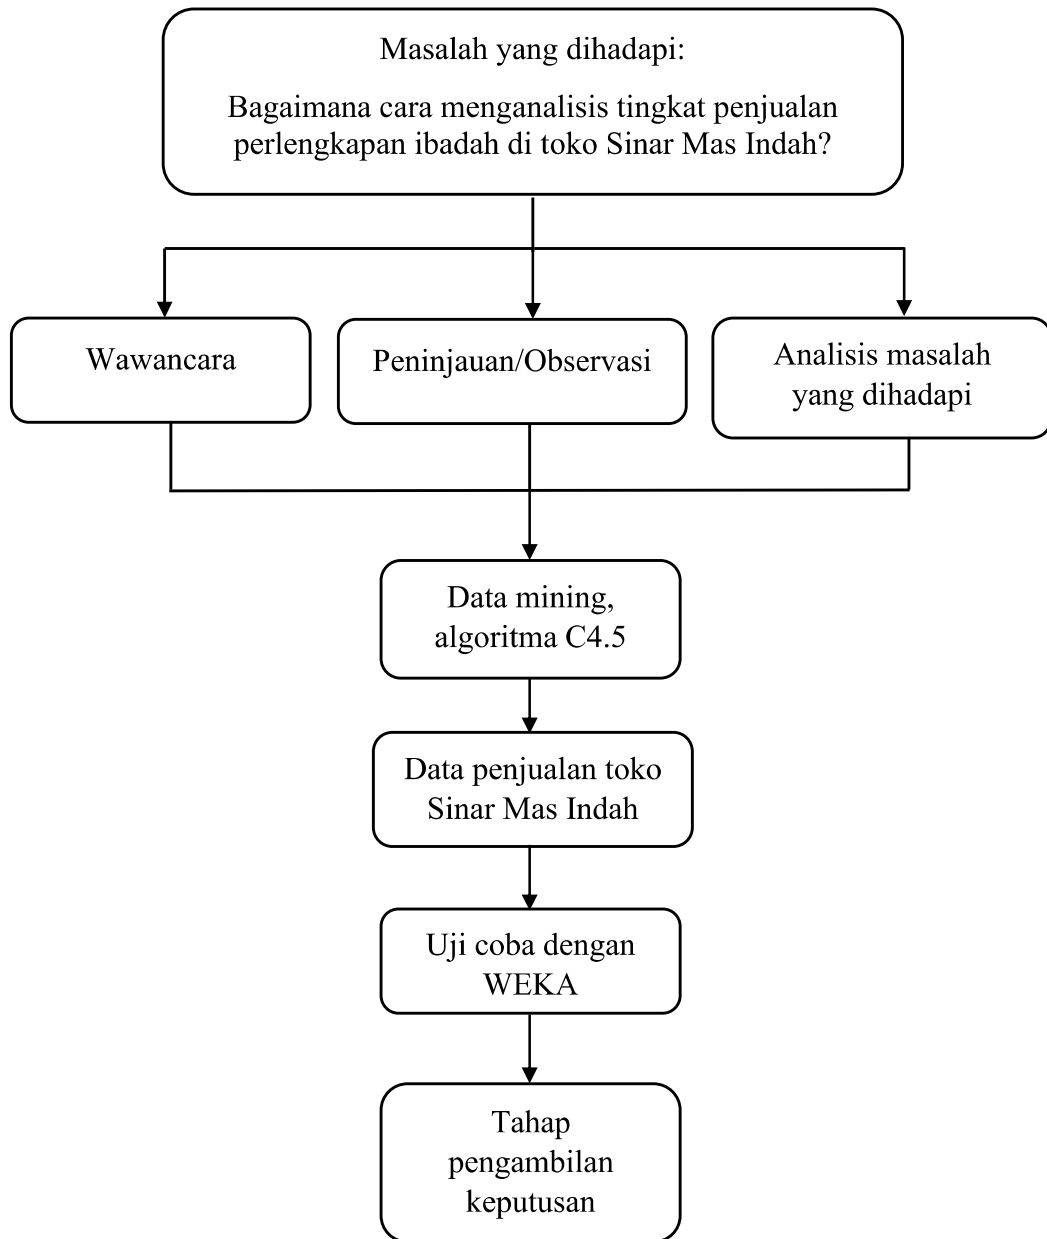 Masalah yang dihadapi:
Bagaimana cara menganalisis tingkat penjualan
perlengkapan ibadah di toko Sinar Mas Indah?
Wawancara
Peninjauan/Observasi
Analisis masalah
yang dihadapi
Data mining,
algoritma C4.5
Data penjualan toko
Sinar Mas Indah
Uji coba dengan
WEKA
Tahap
pengambilan
keputusan